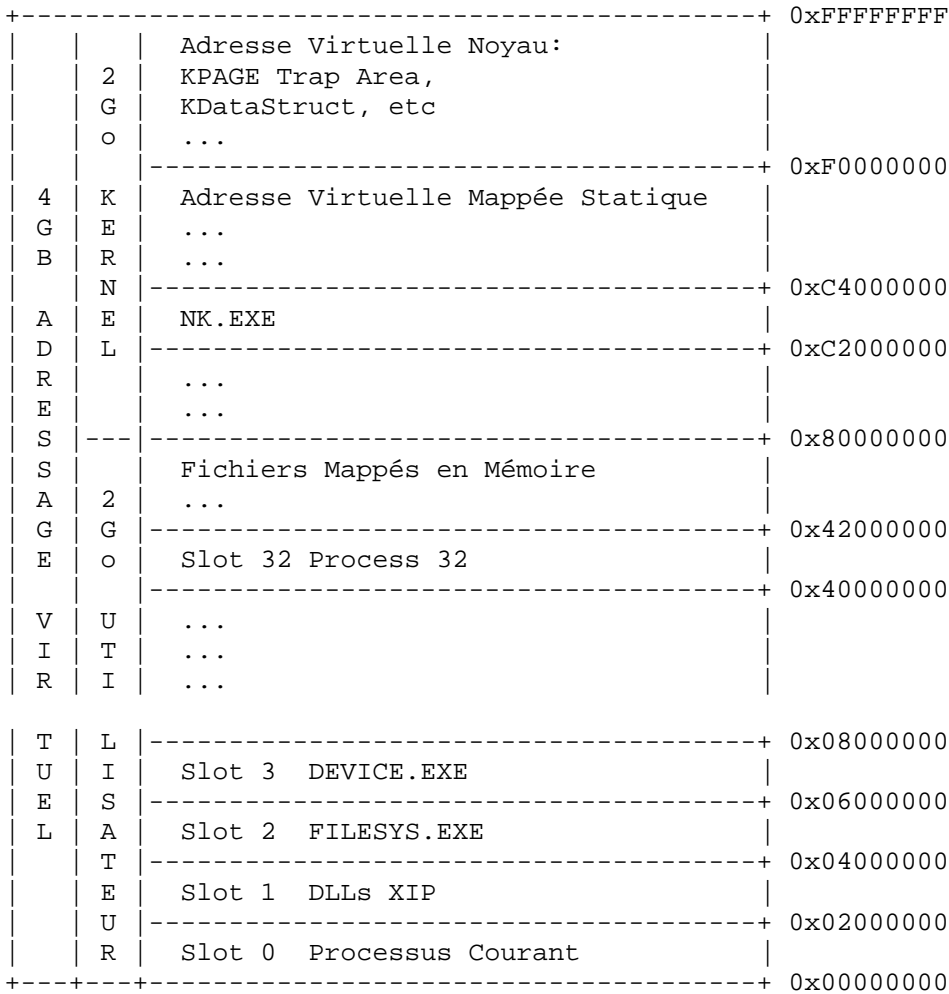 +----------------------------------------+ 0xFFFFFFFF
|   |   | Adresse Virtuelle Noyau:           |
|   | 2 | KPAGE Trap Area,                   |
|   | G | KDataStruct, etc                   |
|   | o | ...                                |
|   |   |------------------------------------+ 0xF0000000
| 4 | K | Adresse Virtuelle Mappée Statique  |
| G | E | ...                                |
| B | R | ...                                |
|   | N |------------------------------------+ 0xC4000000
| A | E | NK.EXE                             |
| D | L |------------------------------------+ 0xC2000000
| R |   | ...                                |
| E |   | ...                                |
| S |---|------------------------------------+ 0x80000000
| S |   | Fichiers Mappés en Mémoire         |
| A | 2 | ...                                |
| G | G |------------------------------------+ 0x42000000
| E | o | Slot 32 Process 32                 |
|   |   |------------------------------------+ 0x40000000
| V | U | ...                                |
| I | T | ...                                |
| R | I | ...                                |
| T | L |------------------------------------+ 0x08000000
| U | I | Slot 3  DEVICE.EXE                 |
| E | S |------------------------------------+ 0x06000000
| L | A | Slot 2  FILESYS.EXE                |
|   | T |------------------------------------+ 0x04000000
|   | E | Slot 1  DLLs XIP                   |
|   | U |------------------------------------+ 0x02000000
|   | R | Slot 0  Processus Courant          |
+---+---+------------------------------------+ 0x00000000